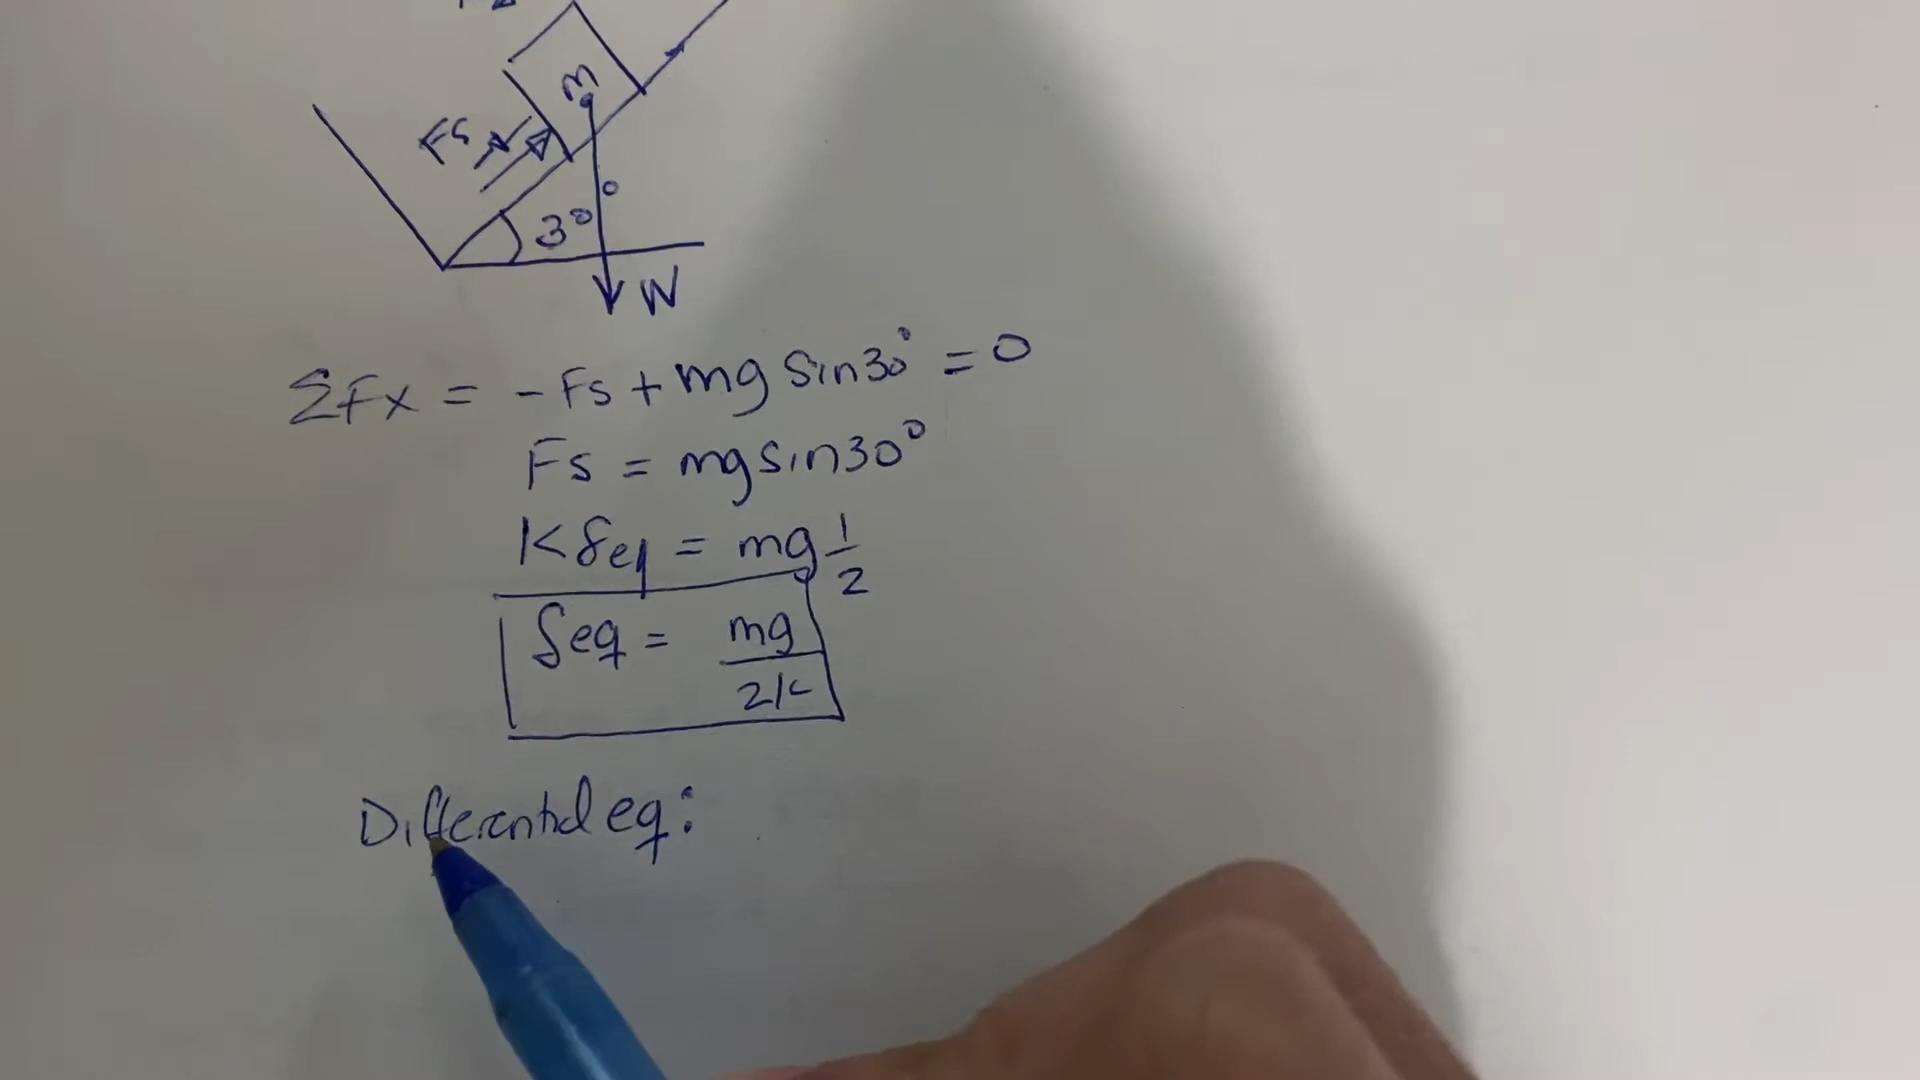 m
Fs
30°
W
ΣFx = - Fs + mg Sin30° = 0
Fs = mg sin30°
Kδeq = mg 1/2
δeq = mg/2k
Differential eq: